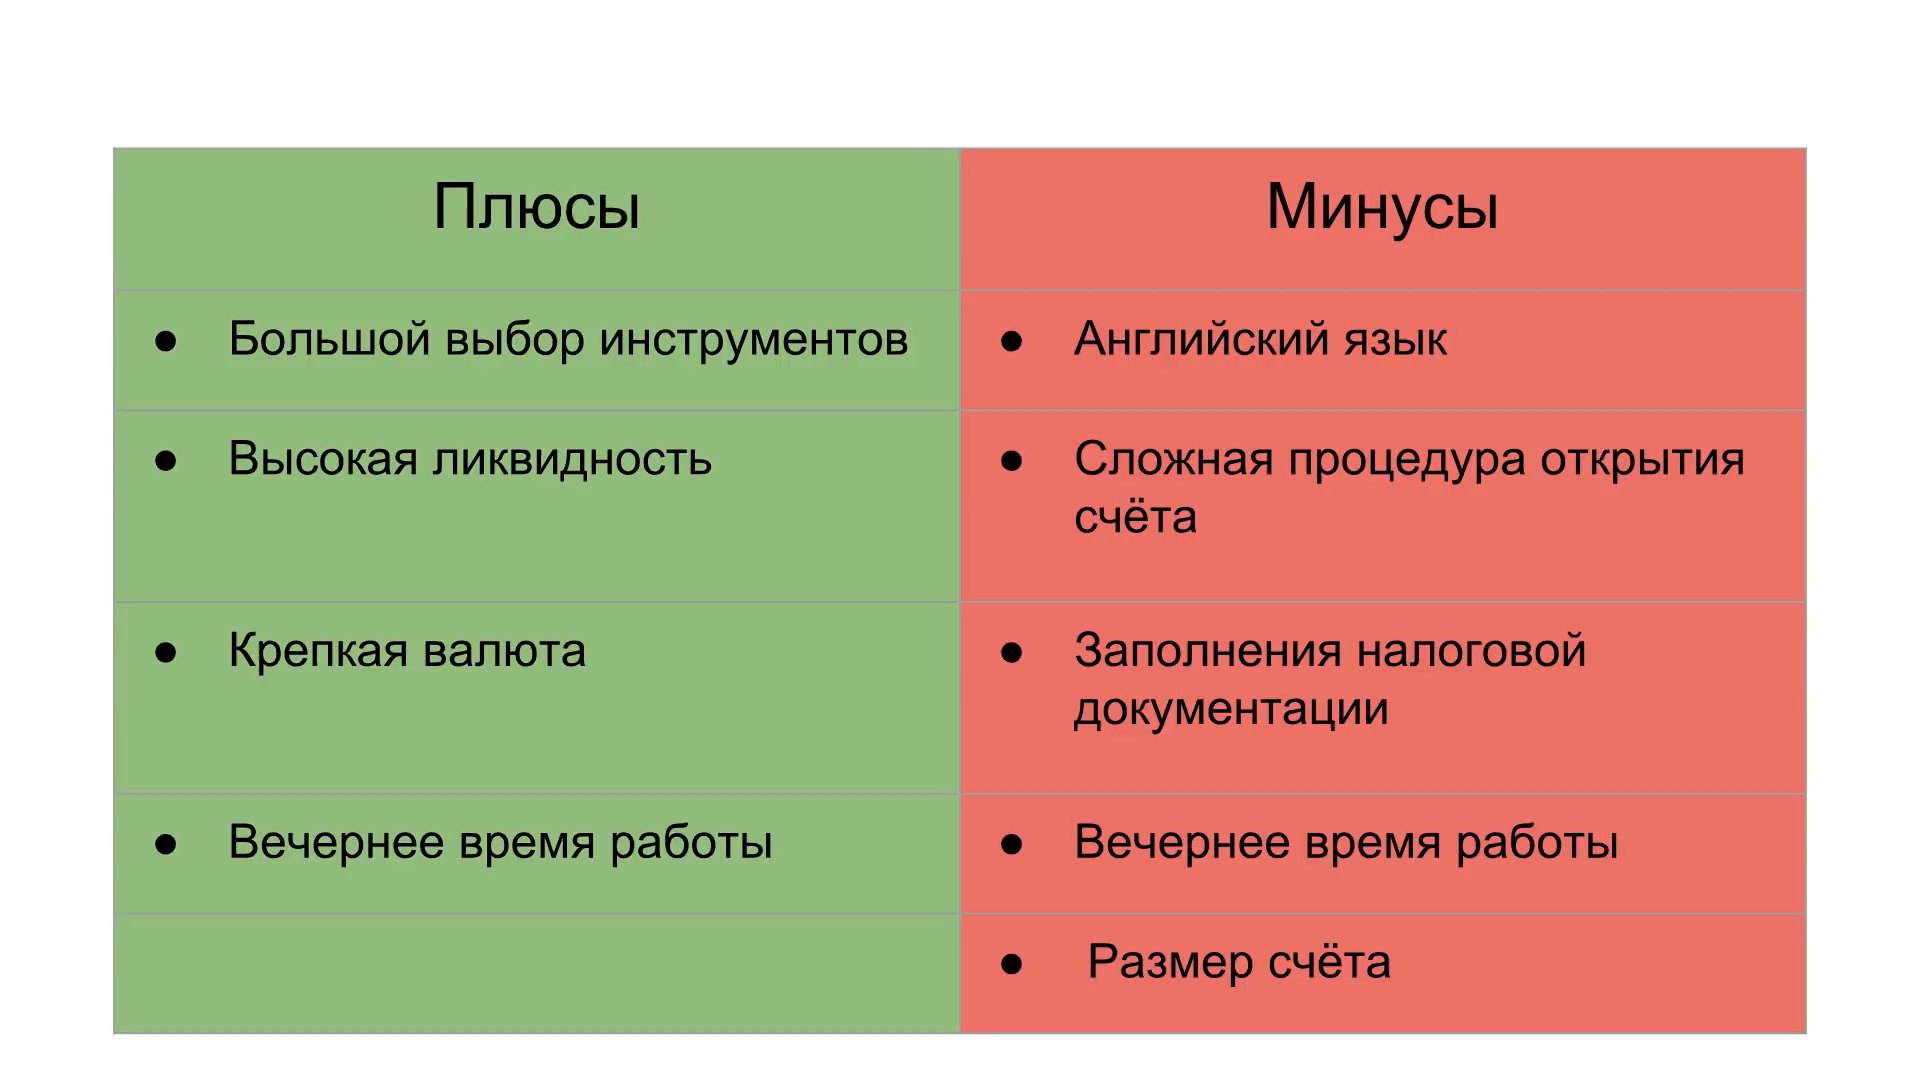 Плюсы
Минусы
● Большой выбор инструментов
● Английский язык
● Высокая ликвидность
● Сложная процедура открытия
счёта
● Крепкая валюта
● Заполнения налоговой
документации
● Вечернее время работы
● Вечернее время работы
● Размер счёта